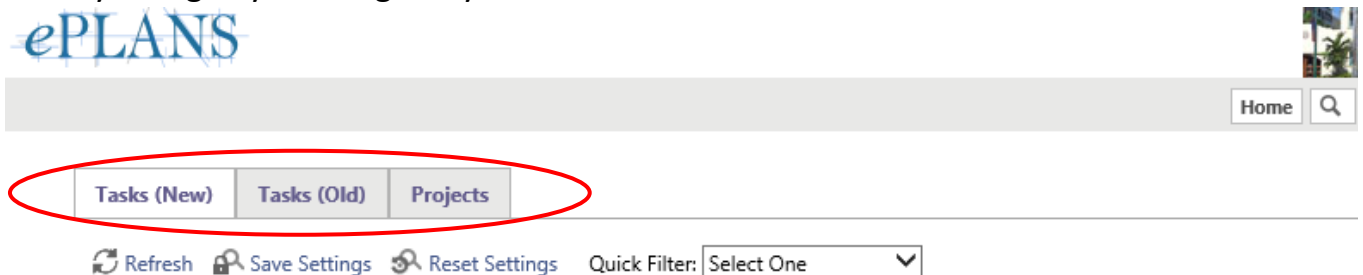 ePLANS
Home
Tasks (New) Tasks (Old) Projects
Refresh Save Settings Reset Settings Quick Filter: Select One